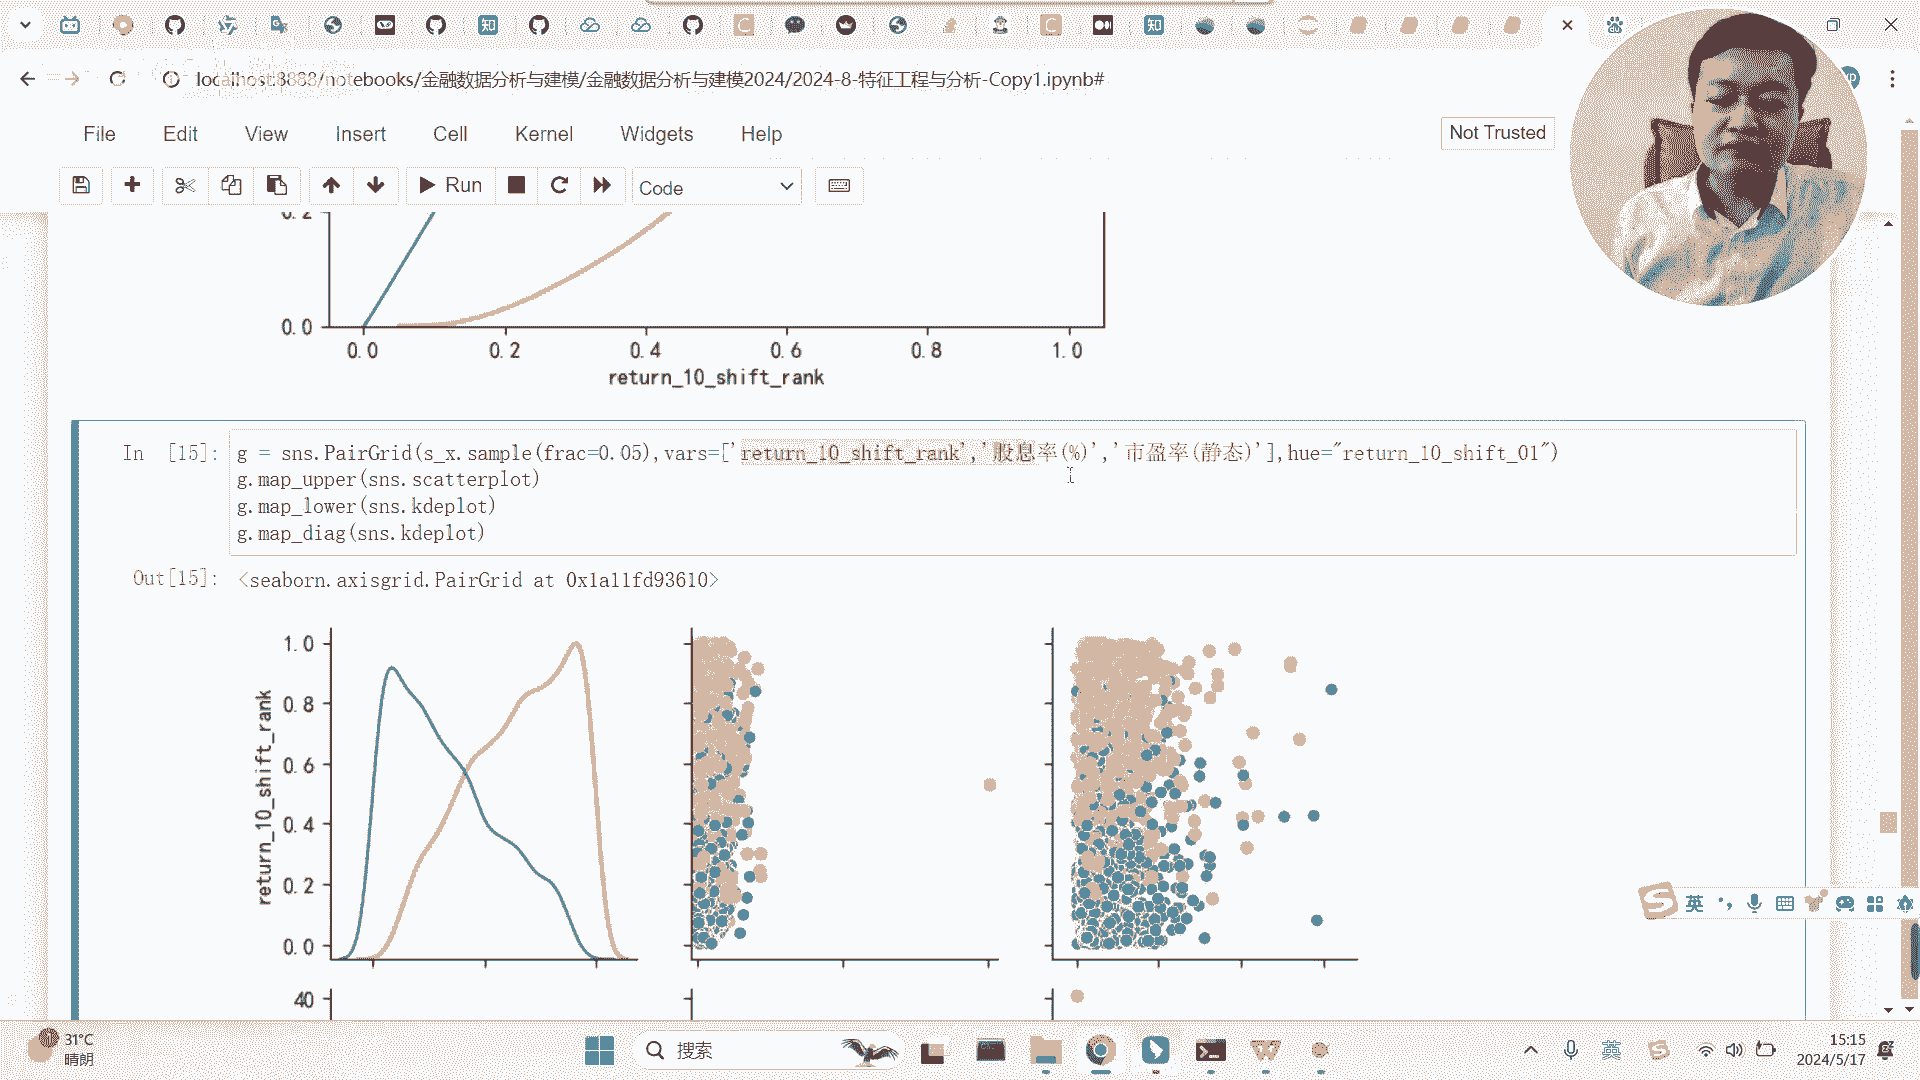 localhost:8888/notebooks/金融数据分析与建模/金融数据分析与建模2024/2024-8-特征工程与分析-Copy1.ipynb#
File Edit View Insert Cell Kernel Widgets Help
Not Trusted
Run
Code
0.2
0.0
0.0 0.2 0.4 0.6 0.8 1.0
return_10_shift_rank
In [15]:
g = sns.PairGrid(s_x.sample(frac=0.05),vars=['return_10_shift_rank','股息率(%)','市盈率(静态)'],hue="return_10_shift_01")
g.map_upper(sns.scatterplot)
g.map_lower(sns.kdeplot)
g.map_diag(sns.kdeplot)
Out[15]:
<seaborn.axisgrid.PairGrid at 0x1a11fd93610>
1.0
0.8
0.6
0.4
0.2
0.0
return_10_shift_rank
40
英
31°C
晴朗
搜索
英
15:15
2024/5/17